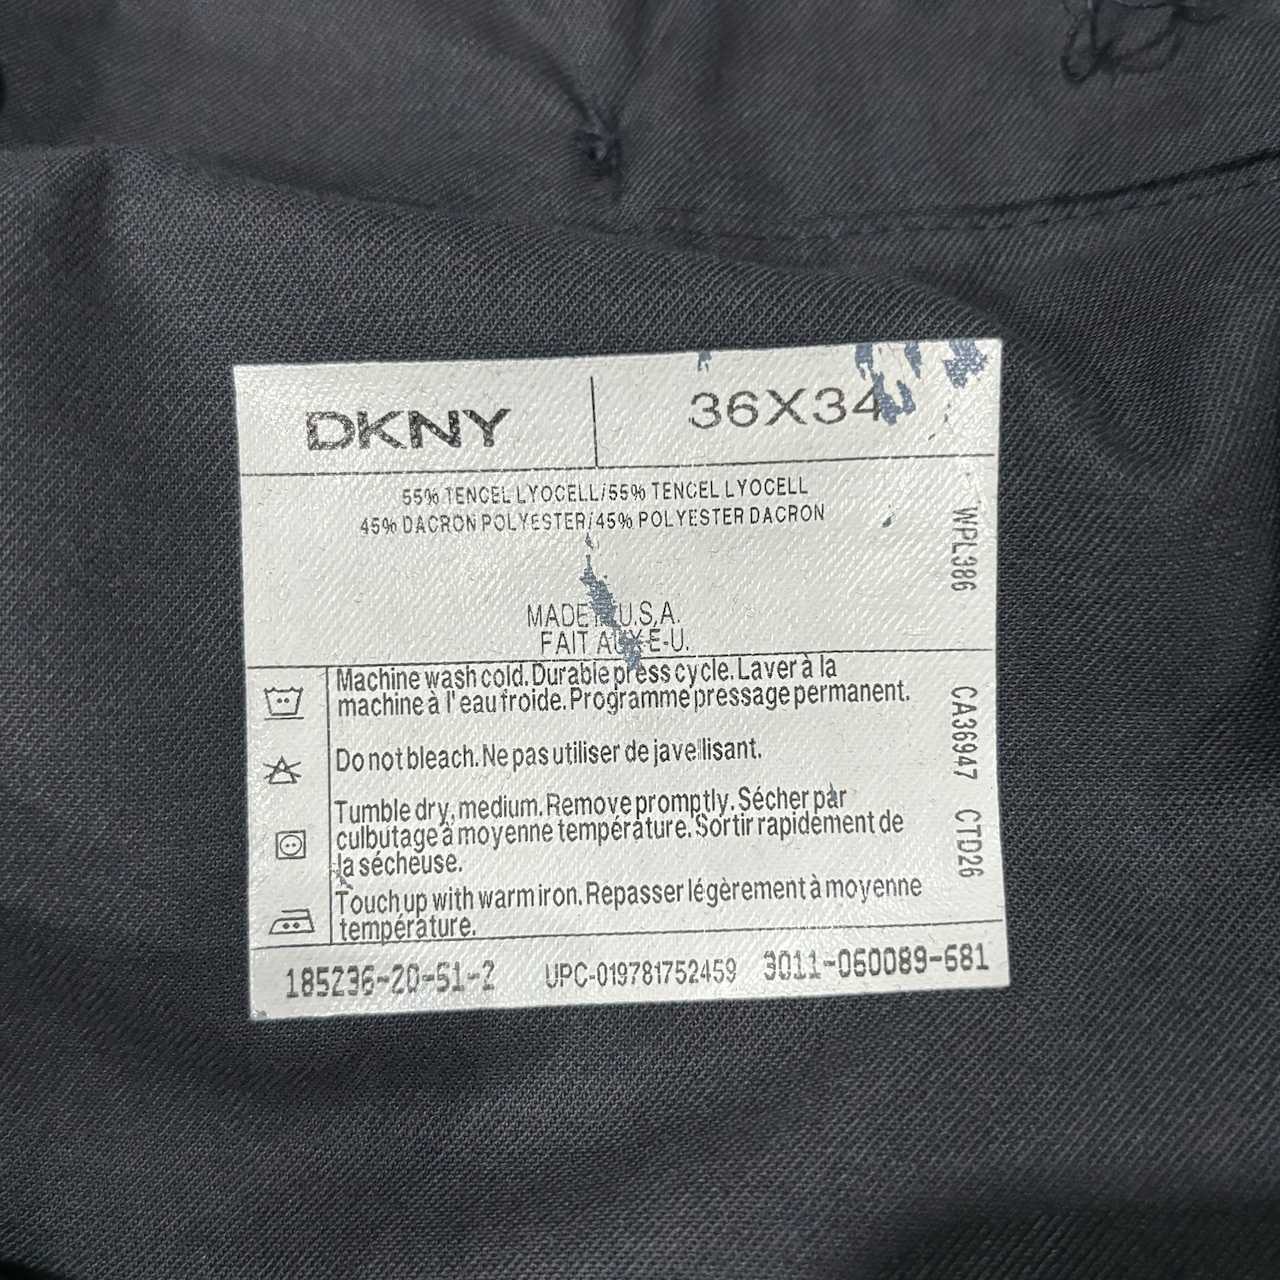 DKNY
36X34
55% TENCEL LYOCELL/55% TENCEL LYOCELL
45% DACRON POLYESTER/45% POLYESTER DACRON
MADE IN U.S.A.
FAIT AUX E-U.
Machine wash cold. Durable press cycle. Laver à la
machine à l'eau froide. Programme pressage permanent.
Do not bleach. Ne pas utiliser de javellisant.
Tumble dry, medium. Remove promptly. Sécher par
culbutage à moyenne température. Sortir rapidement de
la sécheuse.
Touch up with warm iron. Repasser légèrement à moyenne
température.
WPL386
CA36947 CTD26
185236-20-51-2 UPC-019781752459 3011-060089-681